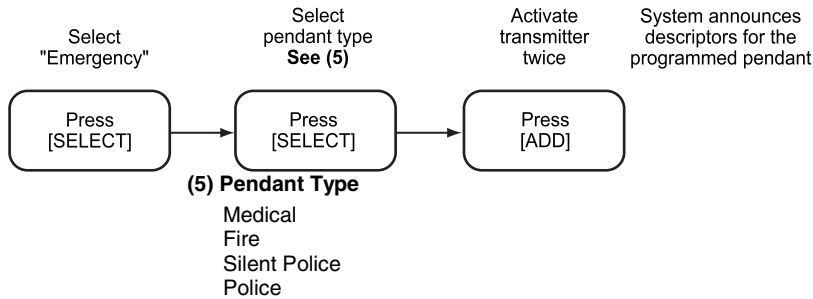 Select
"Emergency"
Select
pendant type
See (5)
Activate
transmitter
twice
System announces
descriptors for the
programmed pendant
Press
[SELECT]
Press
[SELECT]
Press
[ADD]
(5) Pendant Type
Medical
Fire
Silent Police
Police